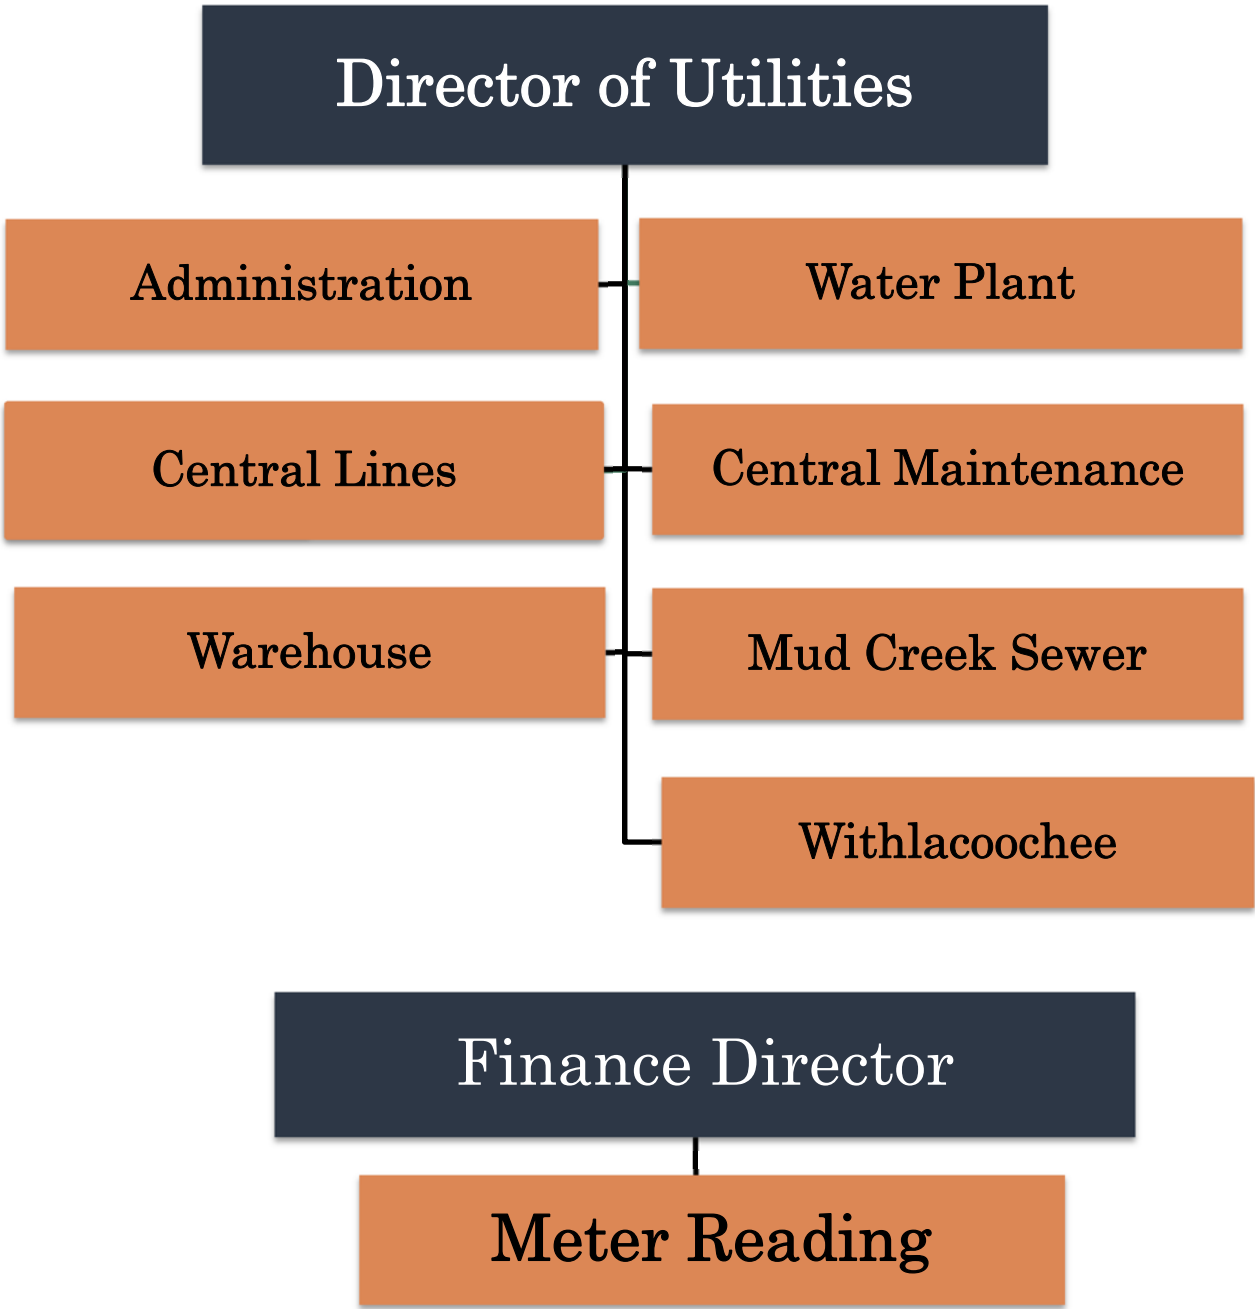 Director of Utilities
Administration
Water Plant
Central Lines
Central Maintenance
Warehouse
Mud Creek Sewer
Withlacoochee
Finance Director
Meter Reading